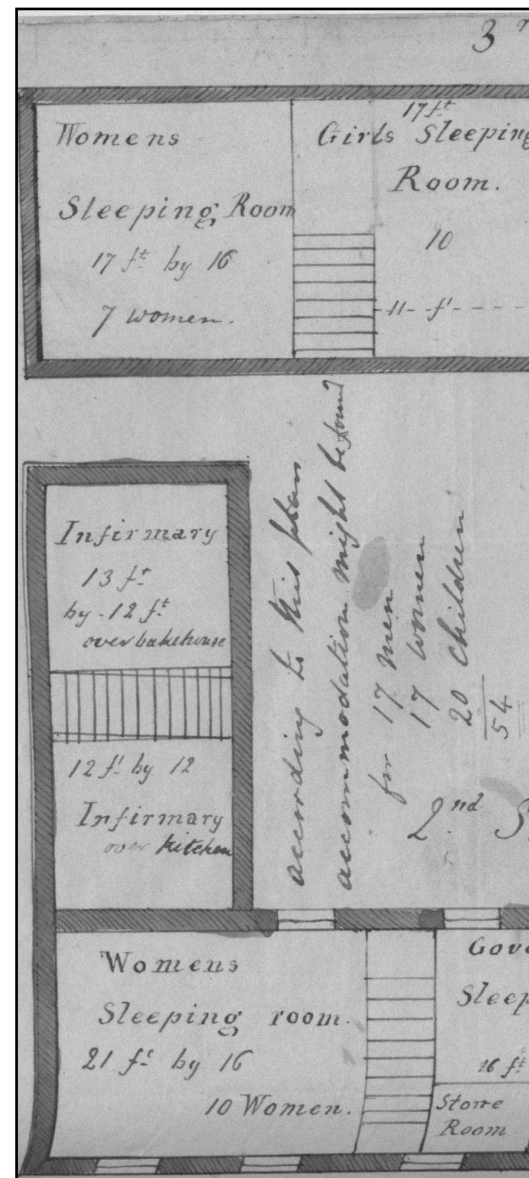 3
Womens
Sleeping Room
17 ft by 16
7 women.
17 ft
Girls Sleeping
Room.
10
11 ft
Infirmary
13 ft
by 12 ft
over bakehouse
12 ft by 12
Infirmary
over kitchen
according to this plan
accommodation might be found
for 17 men
17 women
20 children
54
2nd S
Womens
Sleeping room.
21 ft by 16
10 Women.
Gove
Sleep
16 ft
Store
Room